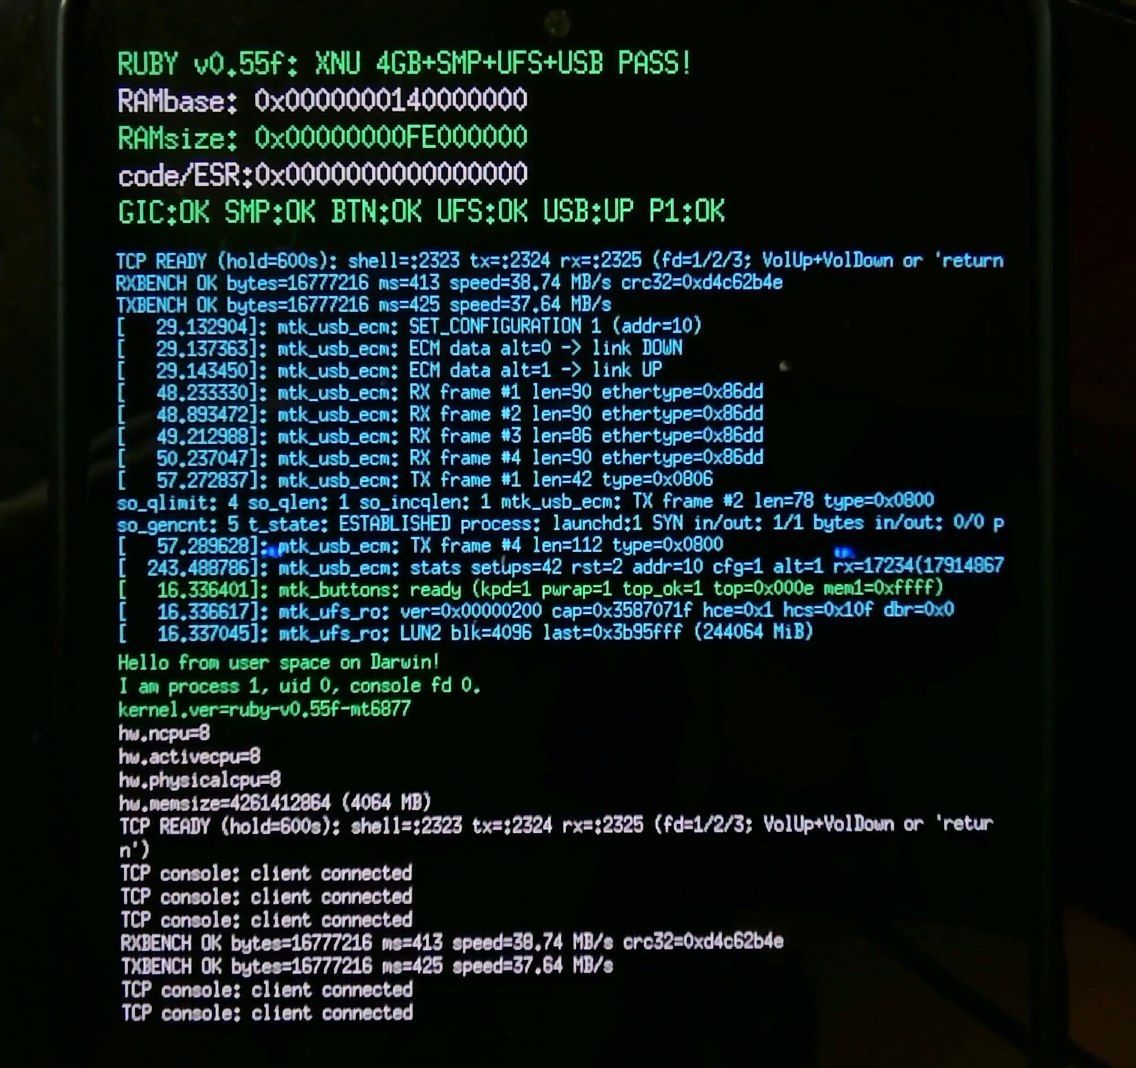 RUBY v0.55f: XNU 4GB+SMP+UFS+USB PASS!
RAMbase: 0x0000000140000000
RAMsize: 0x00000000FE000000
code/ESR:0x0000000000000000
GIC:OK SMP:OK BTN:OK UFS:OK USB:UP P1:OK
TCP READY (hold=600s): shell=:2323 tx=:2324 rx=:2325 (fd=1/2/3; VolUp+VolDown or 'return
RXBENCH OK bytes=16777216 ms=413 speed=38.74 MB/s crc32=0xd4c62b4e
TXBENCH OK bytes=16777216 ms=425 speed=37.64 MB/s
[   29.132904]: mtk_usb_ecm: SET_CONFIGURATION 1 (addr=10)
[   29.137363]: mtk_usb_ecm: ECM data alt=0 -> link DOWN
[   29.143450]: mtk_usb_ecm: ECM data alt=1 -> link UP
[   48.233330]: mtk_usb_ecm: RX frame #1 len=90 ethertype=0x86dd
[   48.893472]: mtk_usb_ecm: RX frame #2 len=90 ethertype=0x86dd
[   49.212988]: mtk_usb_ecm: RX frame #3 len=86 ethertype=0x86dd
[   50.237047]: mtk_usb_ecm: RX frame #4 len=90 ethertype=0x86dd
[   57.272837]: mtk_usb_ecm: TX frame #1 len=42 type=0x0806
so_qlimit: 4 so_qlen: 1 so_incqlen: 1 mtk_usb_ecm: TX frame #2 len=78 type=0x0800
so_gencnt: 5 t_state: ESTABLISHED process: launchd:1 SYN in/out: 1/1 bytes in/out: 0/0 p
[   57.289628]: mtk_usb_ecm: TX frame #4 len=112 type=0x0800
[  243.488786]: mtk_usb_ecm: stats setups=42 rst=2 addr=10 cfg=1 alt=1 rx=17234(17914867
[   16.336401]: mtk_buttons: ready (kpd=1 pwrap=1 top_ok=1 top=0x000e mem1=0xffff)
[   16.336617]: mtk_ufs_ro: ver=0x00000200 cap=0x3587071f hce=0x1 hcs=0x10f dbr=0x0
[   16.337045]: mtk_ufs_ro: LUN2 blk=4096 last=0x3b95fff (244064 MiB)
Hello from user space on Darwin!
I am process 1, uid 0, console fd 0.
kernel.ver=ruby-v0.55f-mt6877
hw.ncpu=8
hw.activecpu=8
hw.physicalcpu=8
hw.memsize=4261412864 (4064 MB)
TCP READY (hold=600s): shell=:2323 tx=:2324 rx=:2325 (fd=1/2/3; VolUp+VolDown or 'retur
n')
TCP console: client connected
TCP console: client connected
TCP console: client connected
RXBENCH OK bytes=16777216 ms=413 speed=38.74 MB/s crc32=0xd4c62b4e
TXBENCH OK bytes=16777216 ms=425 speed=37.64 MB/s
TCP console: client connected
TCP console: client connected